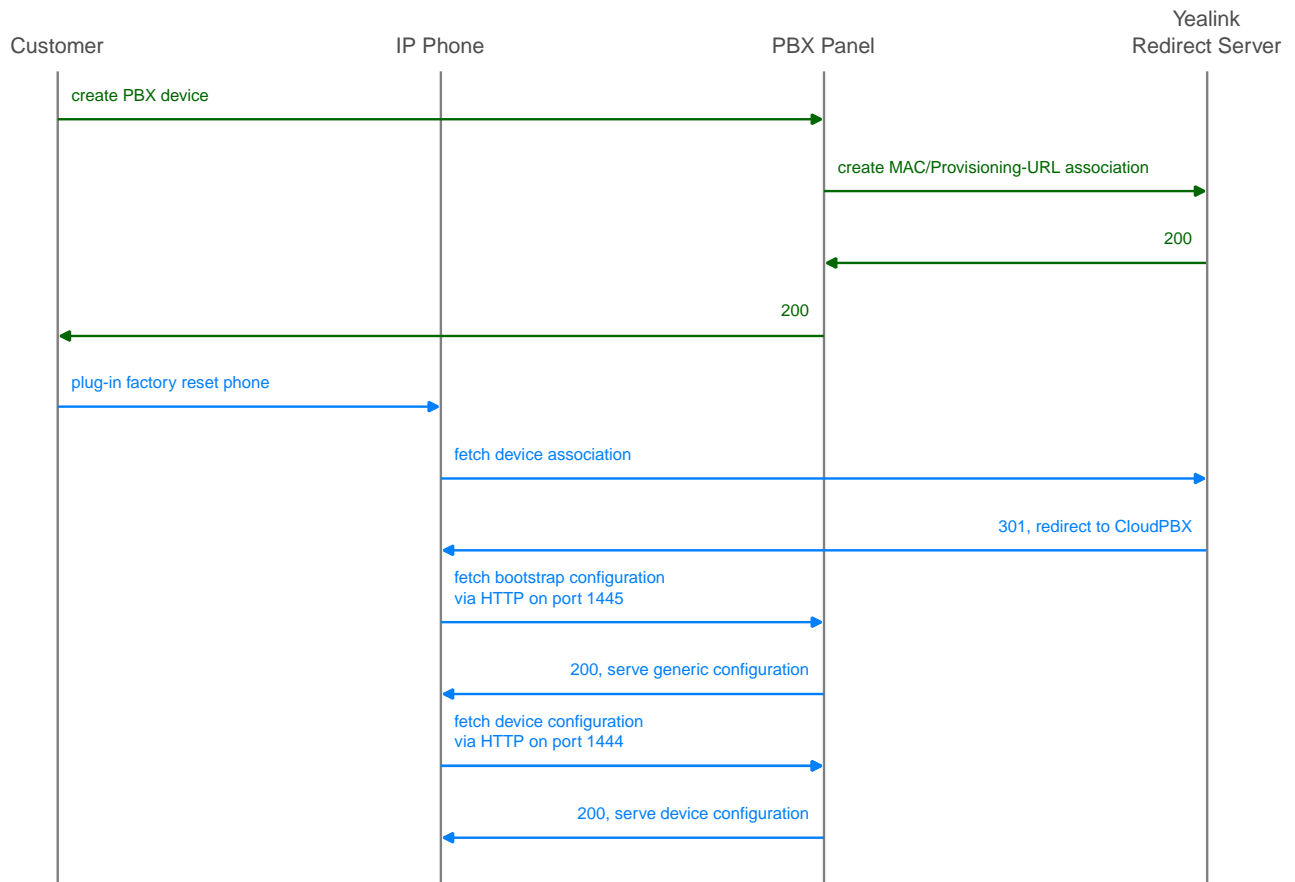 Customer
IP Phone
PBX Panel
Yealink
Redirect Server
create PBX device
create MAC/Provisioning-URL association
200
200
plug-in factory reset phone
fetch device association
301, redirect to CloudPBX
fetch bootstrap configuration
via HTTP on port 1445
200, serve generic configuration
fetch device configuration
via HTTP on port 1444
200, serve device configuration